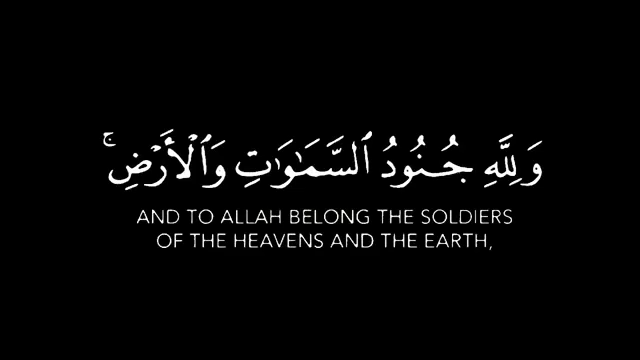 وَلِلَّهِ جُنُودُ ٱلسَّمَـٰوَٰتِ وَٱلْأَرْضِ ۚ
AND TO ALLAH BELONG THE SOLDIERS
OF THE HEAVENS AND THE EARTH,